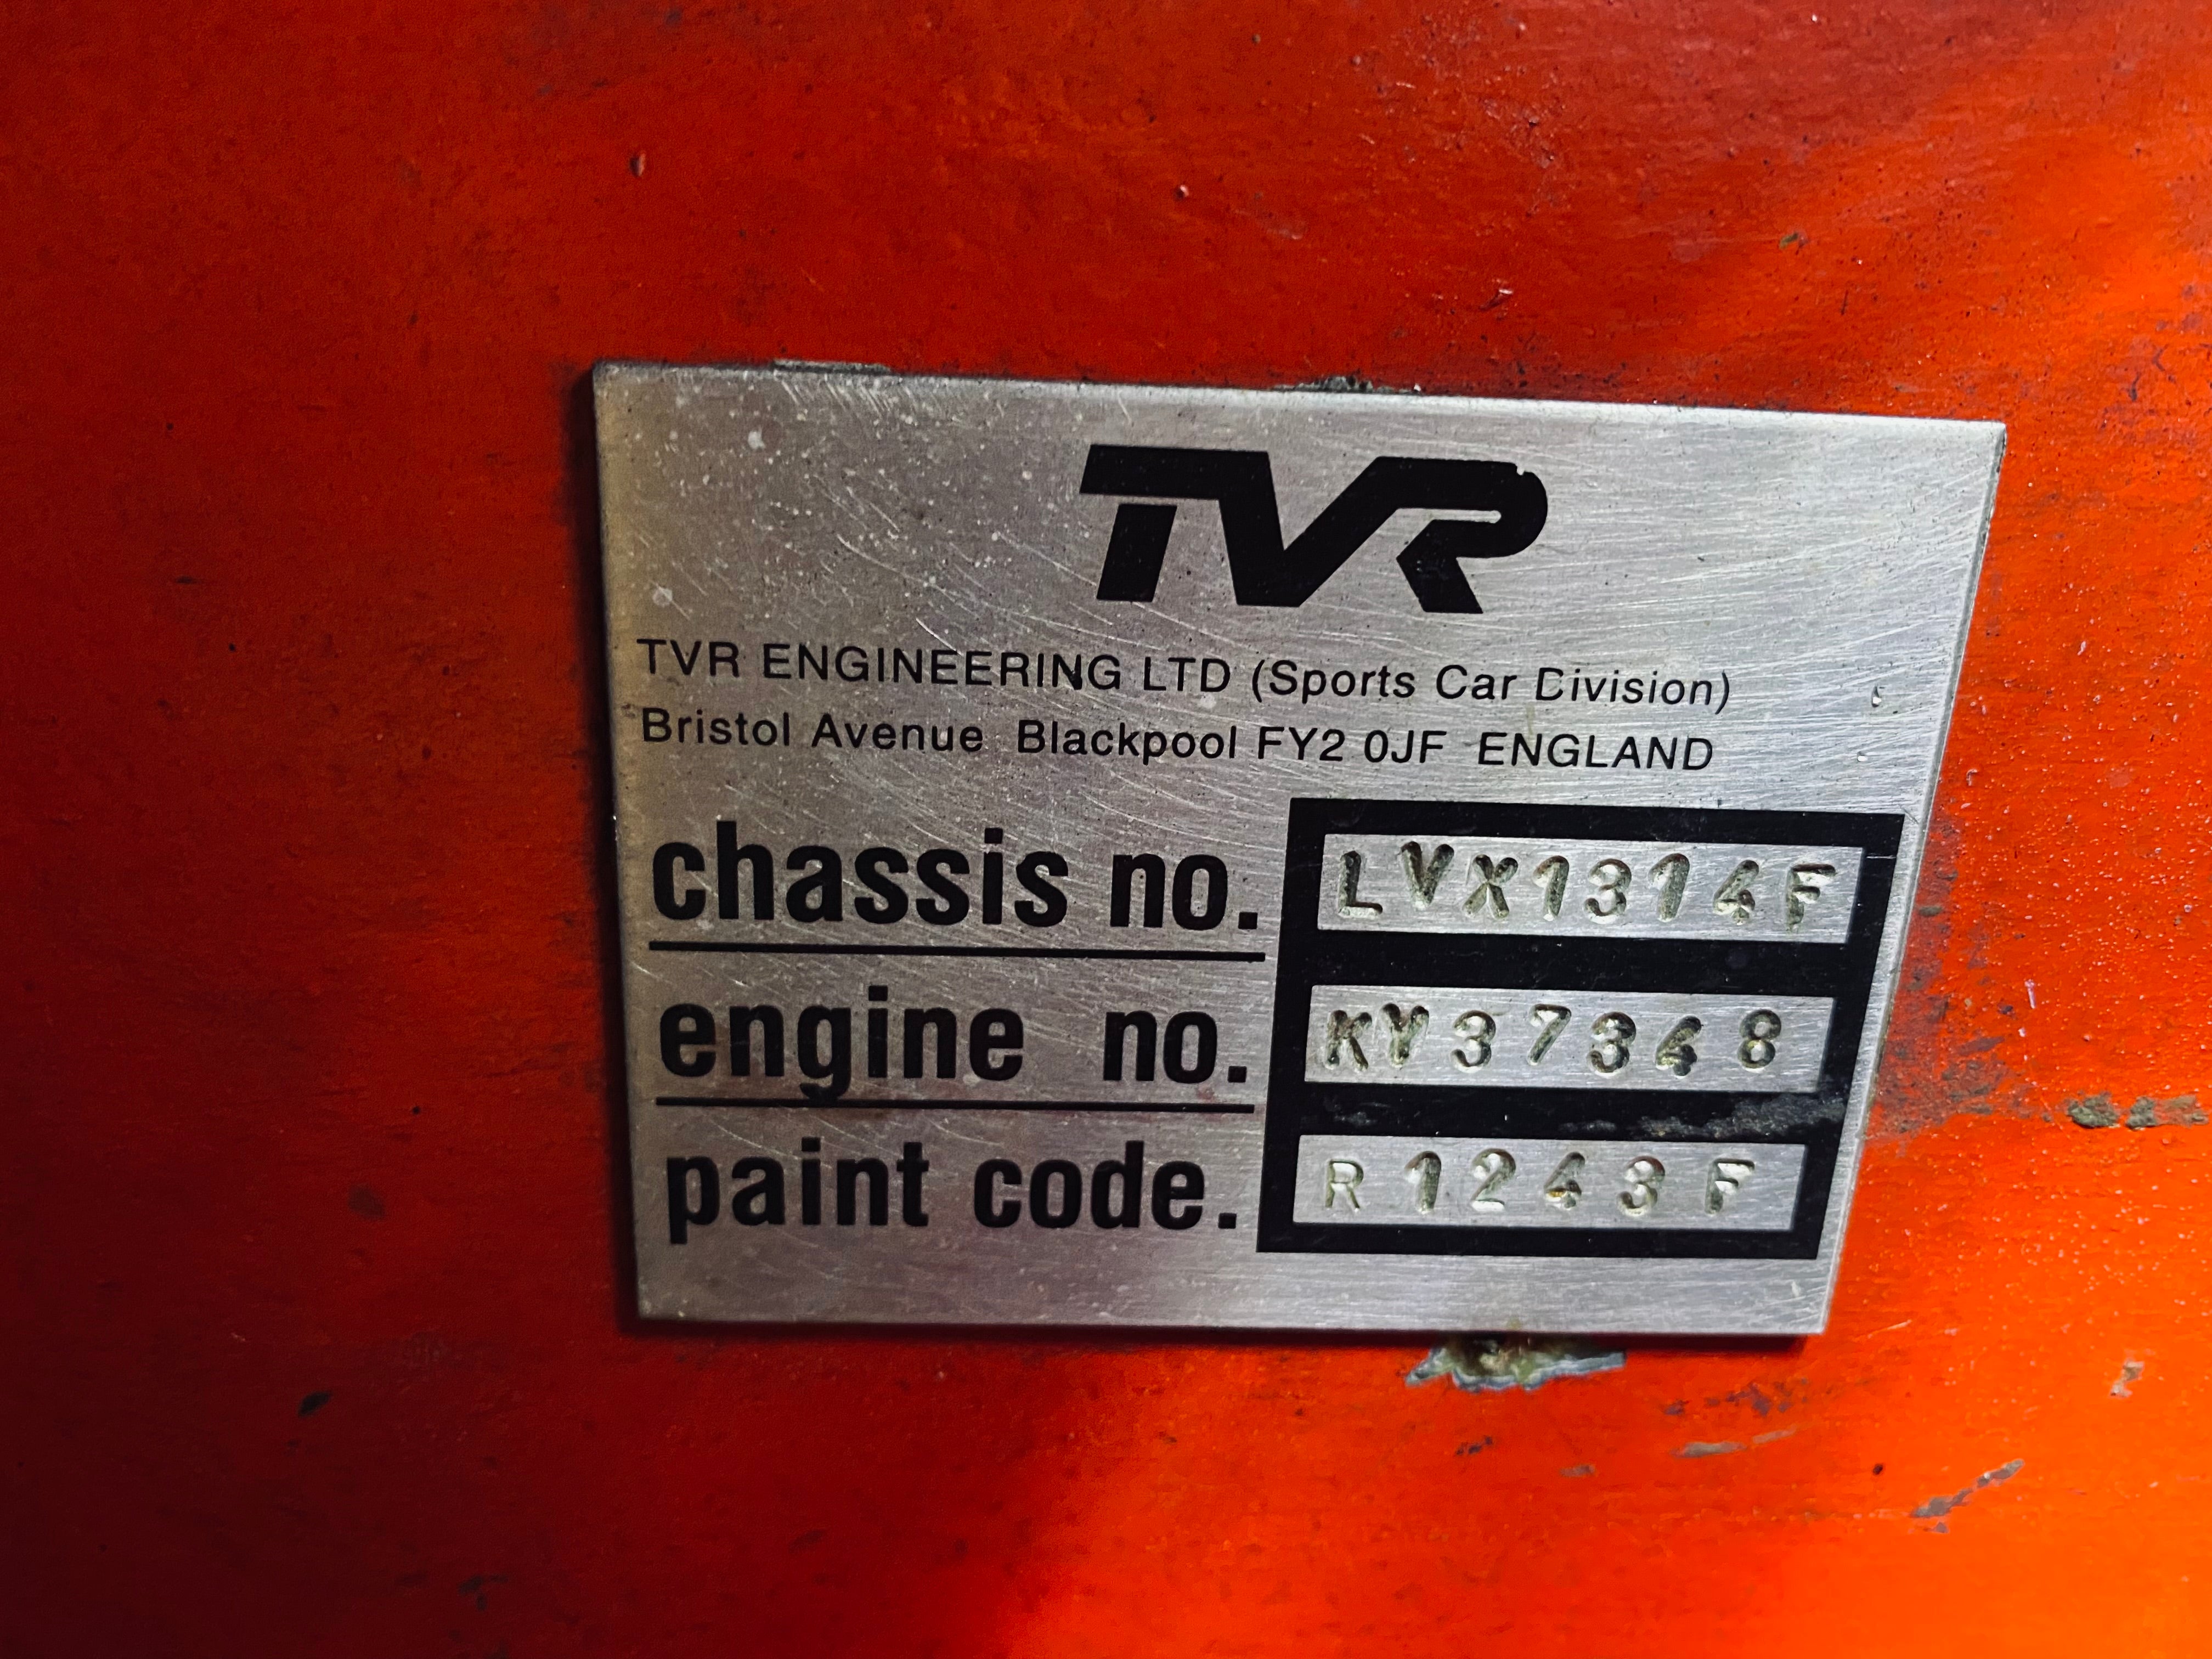 TVR
TVR ENGINEERING LTD (Sports Car Division)
Bristol Avenue Blackpool FY2 0JF ENGLAND
chassis no. LVX1314F
engine no. KY37348
paint code. R1243F